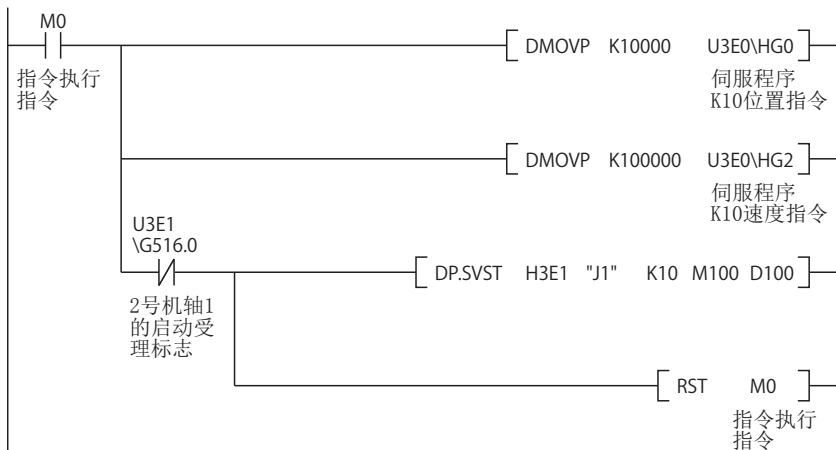 M0
DMOVP K10000 U3E0\HG0
指令执行
指令
伺服程序
K10位置指令
DMOVP K100000 U3E0\HG2
伺服程序
K10速度指令
U3E1
\G516.0
DP.SVST H3E1 "J1" K10 M100 D100
2号机轴1
的启动受
理标志
RST M0
指令执行
指令